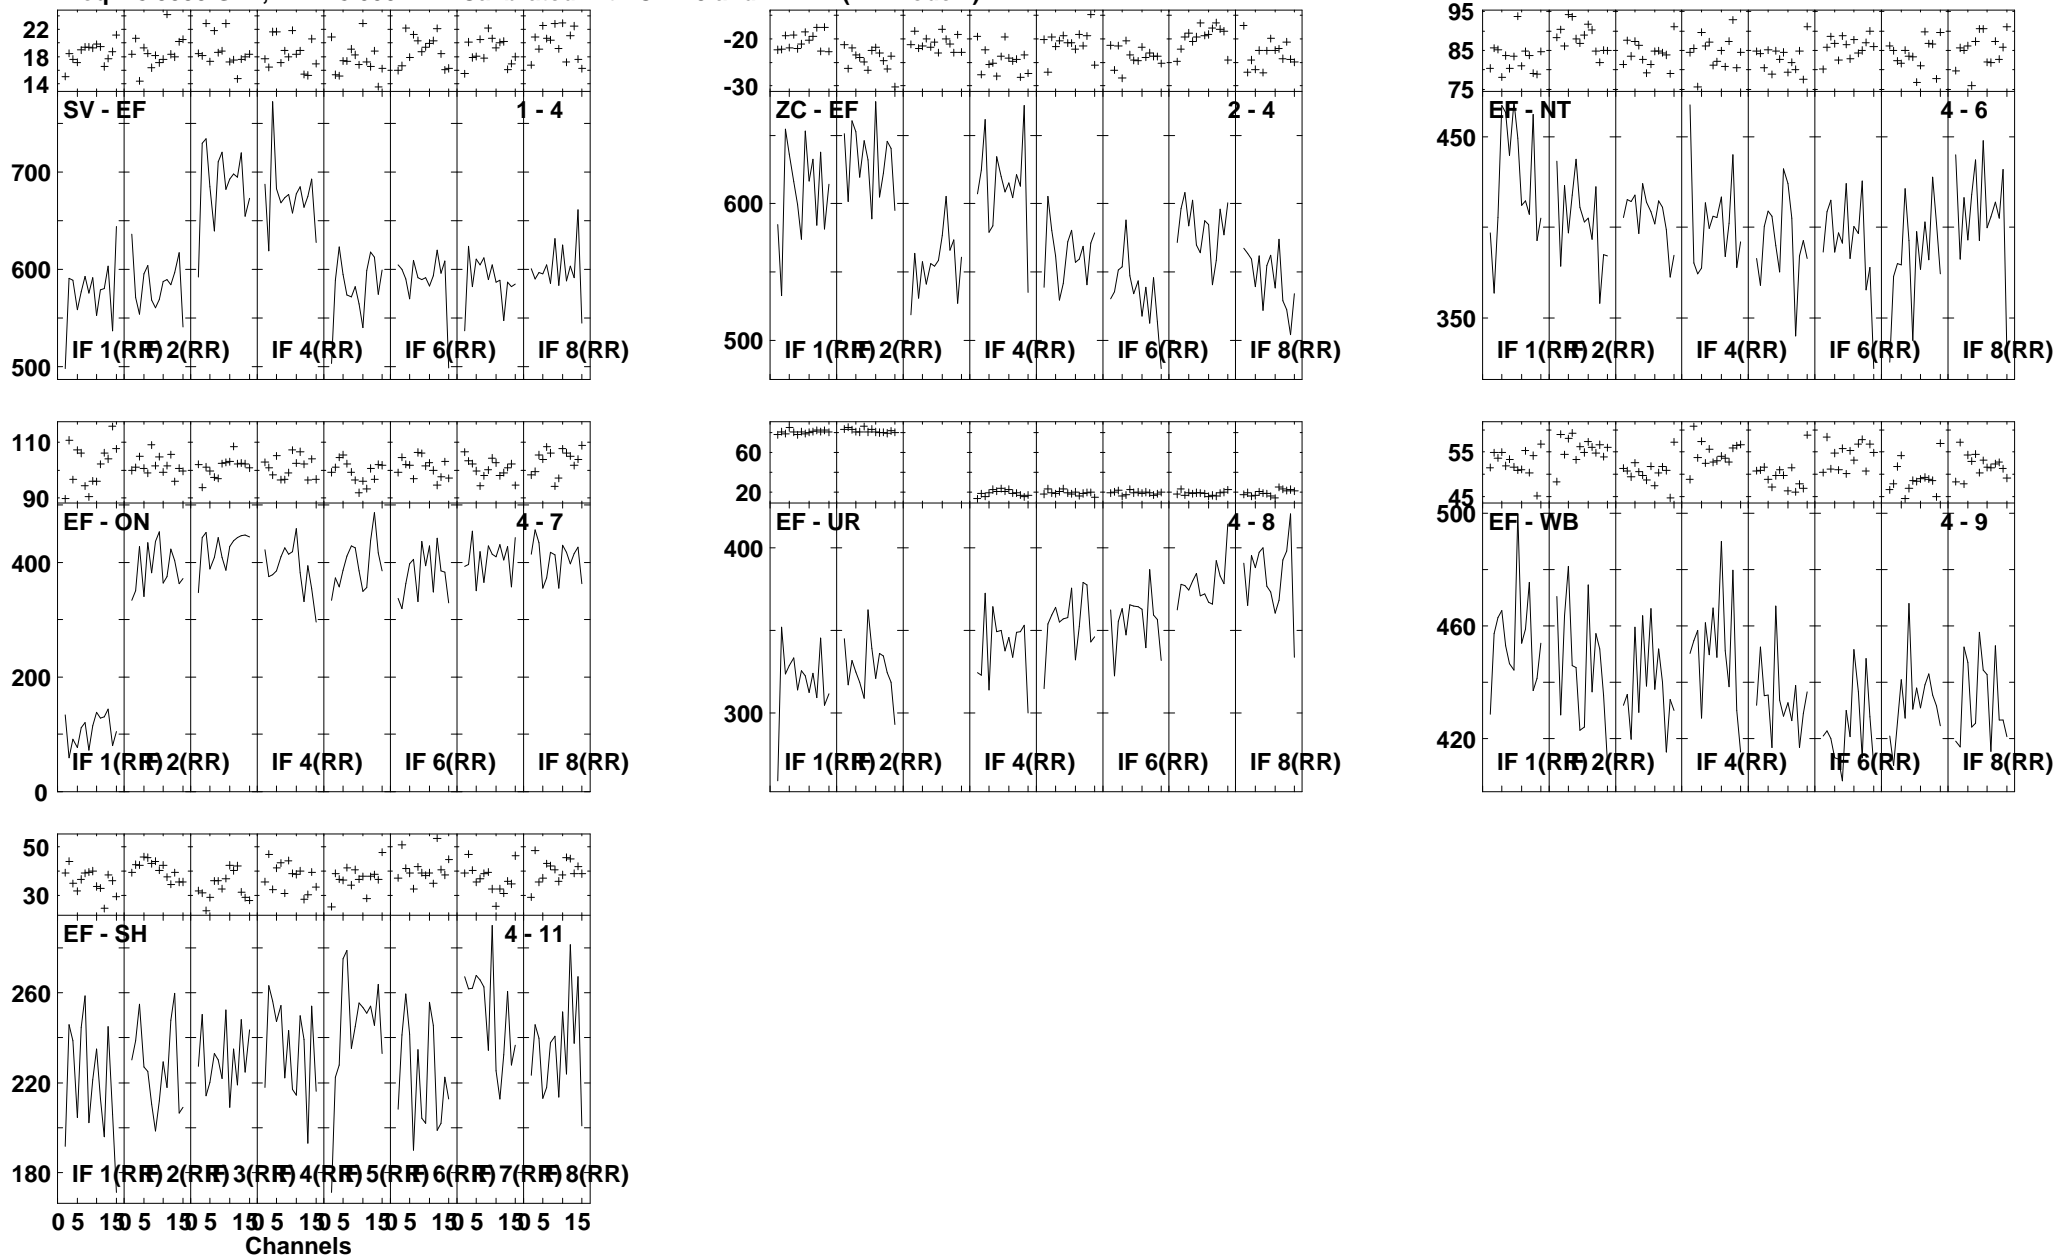 22
18
14
SV - EF
1 - 4
700
600
500
IF 1(RR)
IF 2(RR)
IF 4(RR)
IF 6(RR)
IF 8(RR)
-20
-30
ZC - EF
2 - 4
600
500
IF 1(RR)
IF 2(RR)
IF 4(RR)
IF 6(RR)
IF 8(RR)
95
85
75
EF - NT
4 - 6
450
350
IF 1(RR)
IF 2(RR)
IF 4(RR)
IF 6(RR)
IF 8(RR)
110
90
EF - ON
4 - 7
400
200
0
IF 1(RR)
IF 2(RR)
IF 4(RR)
IF 6(RR)
IF 8(RR)
60
20
EF - UR
4 - 8
400
300
IF 1(RR)
IF 2(RR)
IF 4(RR)
IF 6(RR)
IF 8(RR)
55
45
EF - WB
4 - 9
500
460
420
IF 1(RR)
IF 2(RR)
IF 4(RR)
IF 6(RR)
IF 8(RR)
50
30
EF - SH
4 - 11
260
220
180
IF 1(RR)
IF 2(RR)
IF 3(RR)
IF 4(RR)
IF 5(RR)
IF 6(RR)
IF 7(RR)
IF 8(RR)
0 5 15 0 5 15 0 5 15 0 5 15 0 5 15 0 5 15 0 5 15 0 5 15
Channels